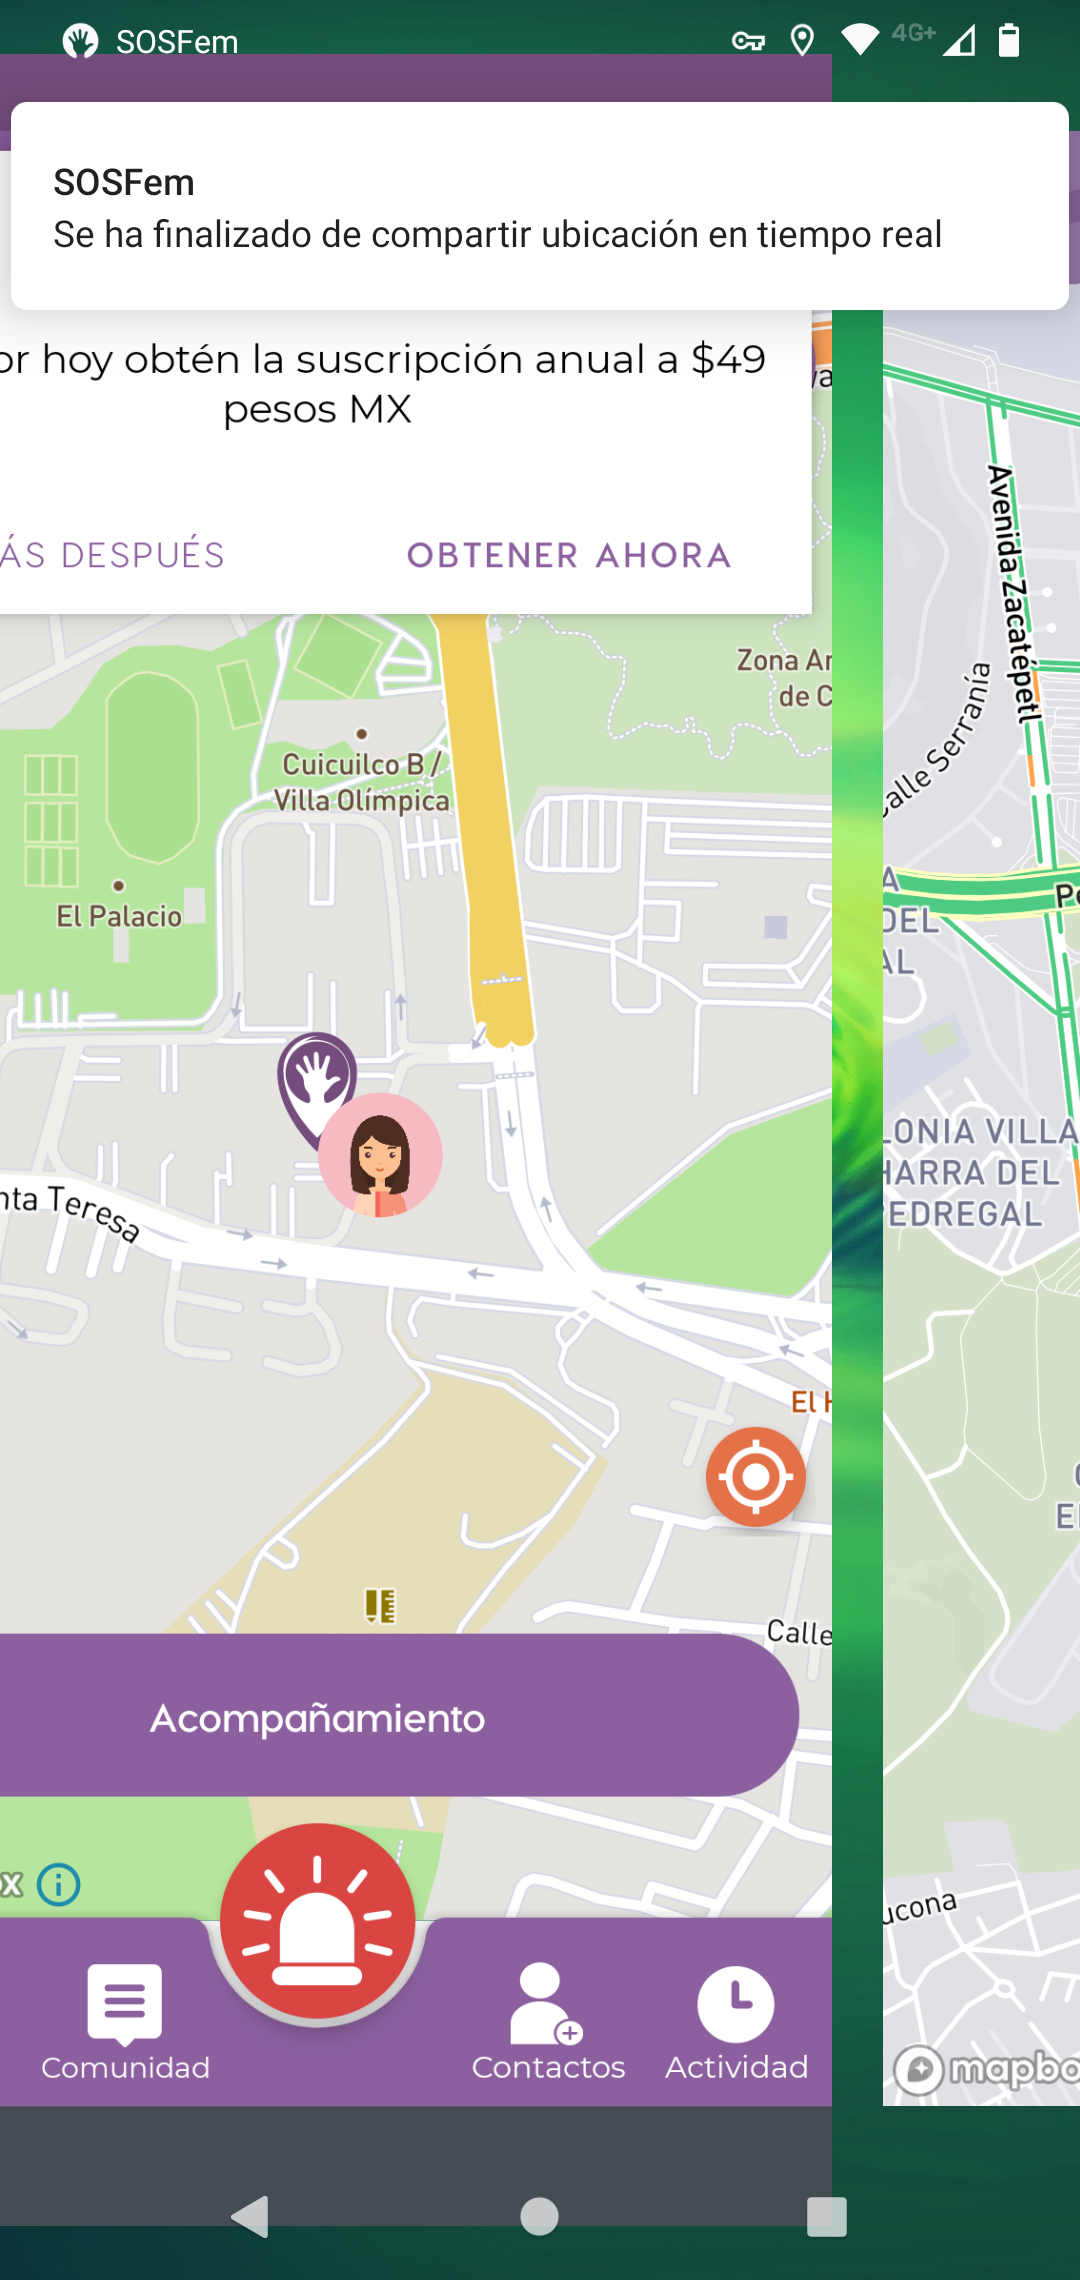 SOSFem
4G+
SOSFem
Se ha finalizado de compartir ubicación en tiempo real
or hoy obtén la suscripción anual a $49
pesos MX
ÁS DESPUÉS
OBTENER AHORA
Avenida Zacatépetl
Zona Ar
de C
Calle Serranía
Cuicuilco B /
Villa Olímpica
El Palacio
DEL
AL
LONIA VILLA
HARRA DEL
EDREGAL
nta Teresa
El H
Calle
Acompañamiento
ucona
Comunidad
Contactos
Actividad
mapbo